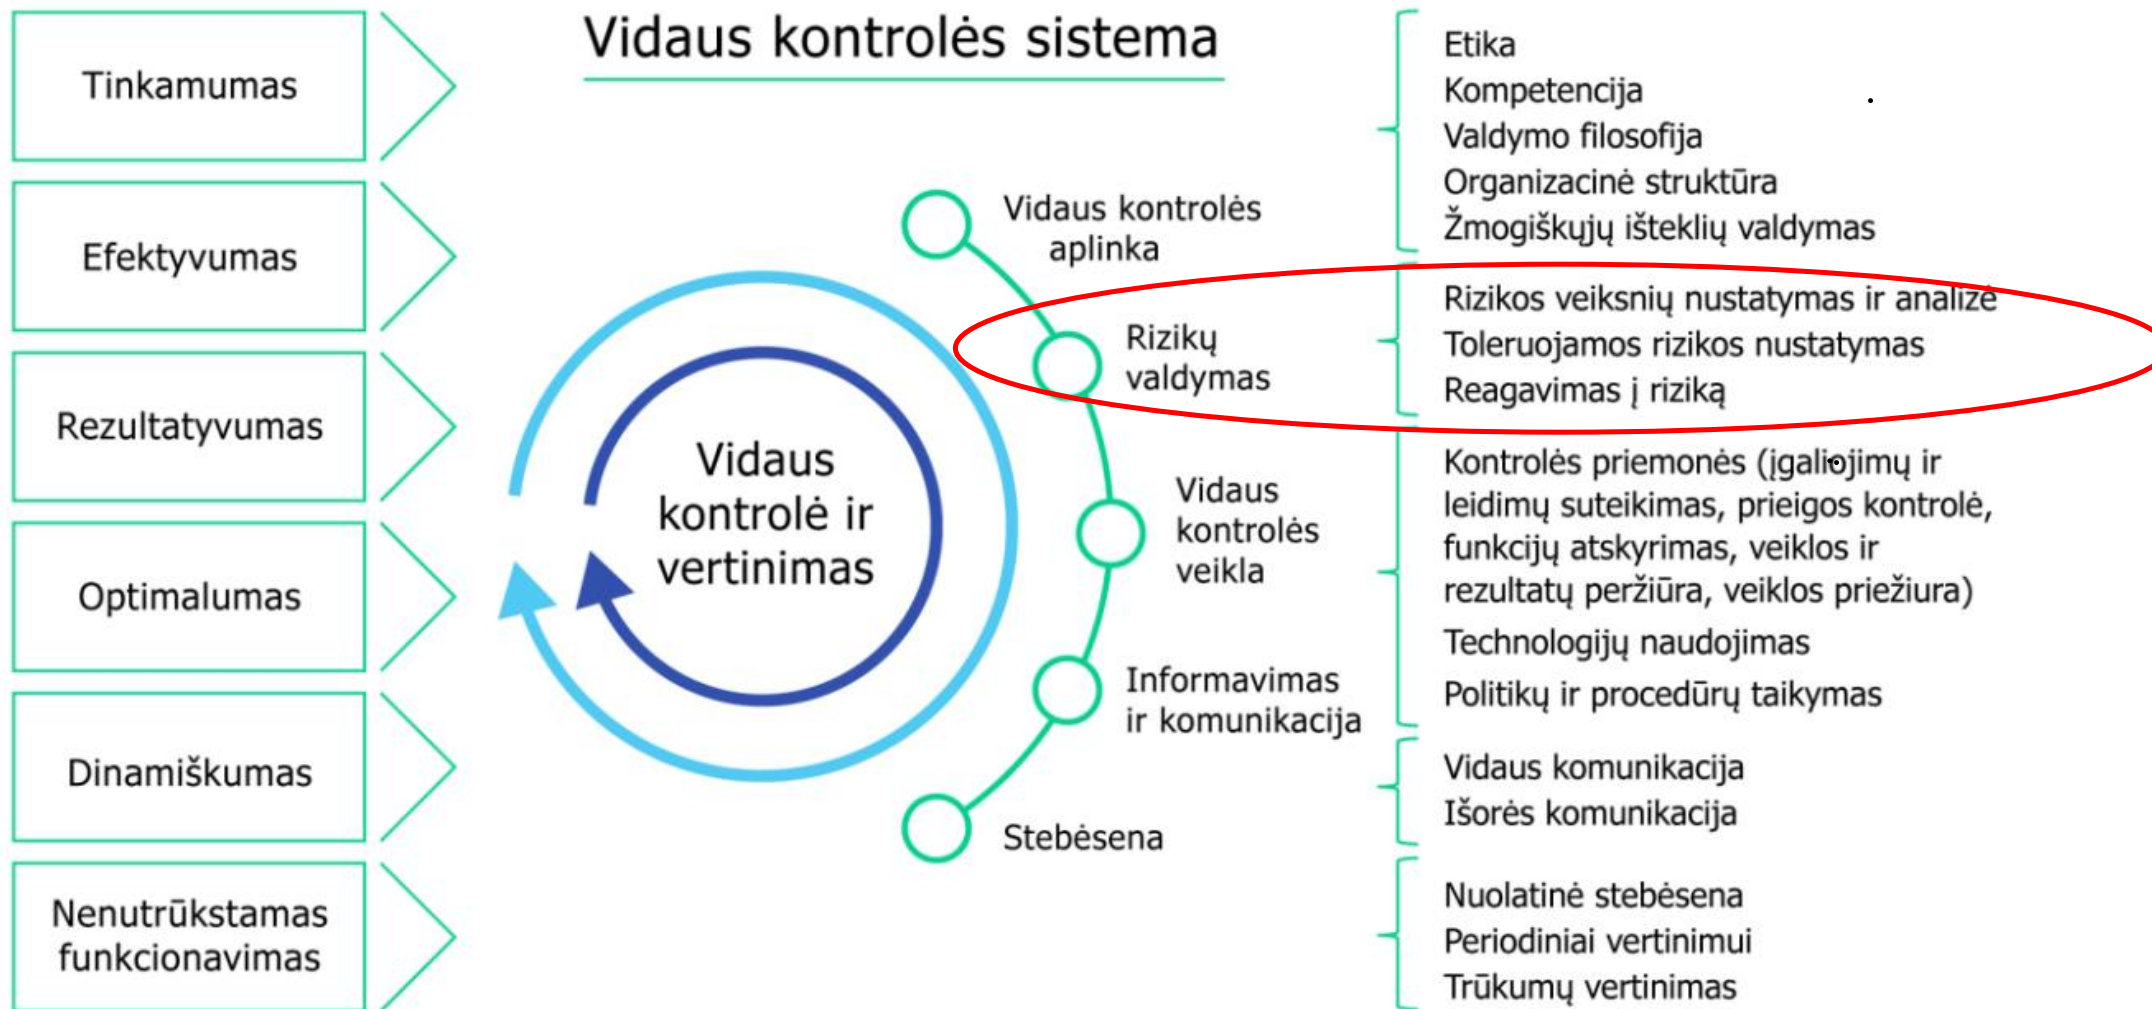 Vidaus kontrolės sistema
Tinkamumas
Efektyvumas
Rezultatyvumas
Optimalumas
Dinamiškumas
Nenutrūkstamas
funkcionavimas
Vidaus
kontrolė ir
vertinimas
Vidaus kontrolės
aplinka
Etika
Kompetencija
Valdymo filosofija
Organizacinė struktūra
Žmogiškųjų išteklių valdymas
Rizikų
valdymas
Rizikos veiksnių nustatymas ir analizė
Toleruojamos rizikos nustatymas
Reagavimas į riziką
Vidaus
kontrolės
veikla
Kontrolės priemonės (įgaliojimų ir
leidimų suteikimas, prieigos kontrolė,
funkcijų atskyrimas, veiklos ir
rezultatų peržiūra, veiklos priežiura)
Technologijų naudojimas
Politikų ir procedūrų taikymas
Informavimas
ir komunikacija
Vidaus komunikacija
Išorės komunikacija
Stebėsena
Nuolatinė stebėsena
Periodiniai vertinimui
Trūkumų vertinimas